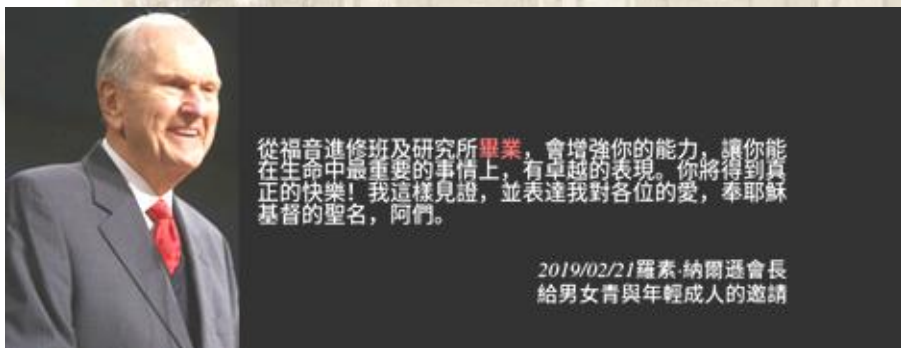 從福音進修班及研究所畢業，會增強你的能力，讓你能
在生命中最重要的事情上，有卓越的表現。你將得到真
正的快樂！我這樣見證，並表達我對各位的愛，奉耶穌
基督的聖名，阿們。
2019/02/21羅素·納爾遜會長
給男女青與年輕成人的邀請